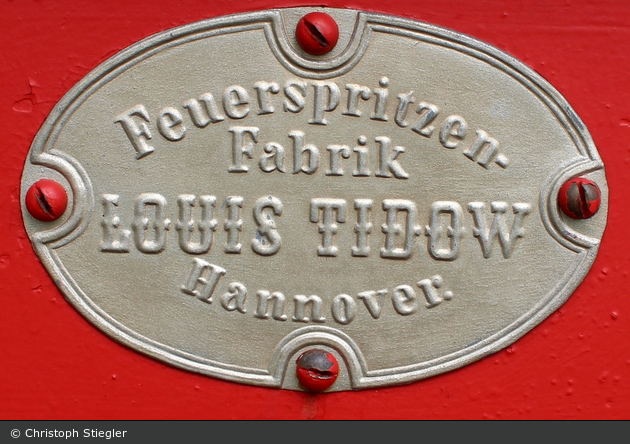 Feuerspritzen-
Fabrik
LOUIS TIDOW
Hannover.
© Christoph Stiegler